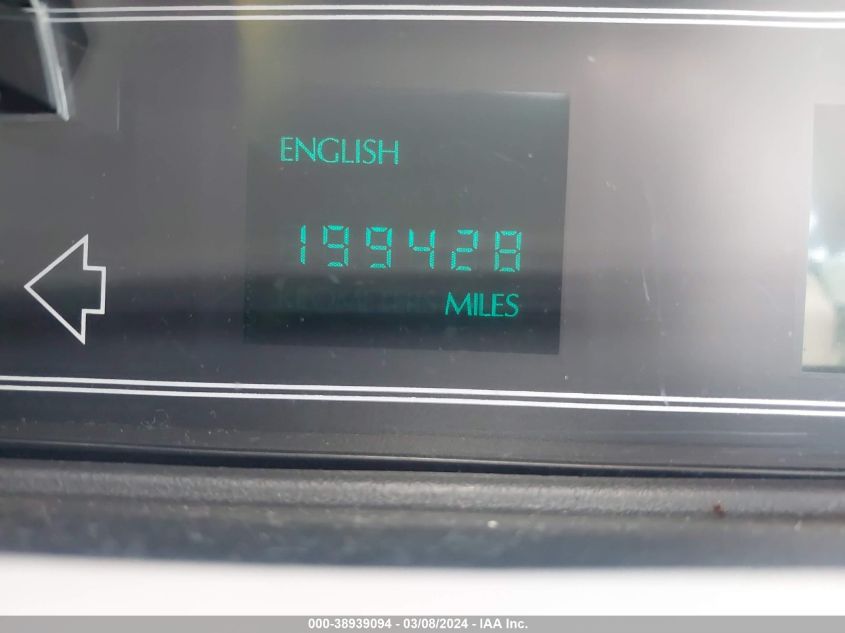 ENGLISH
199428
MILES
000-38939094 - 03/08/2024 - IAA Inc.